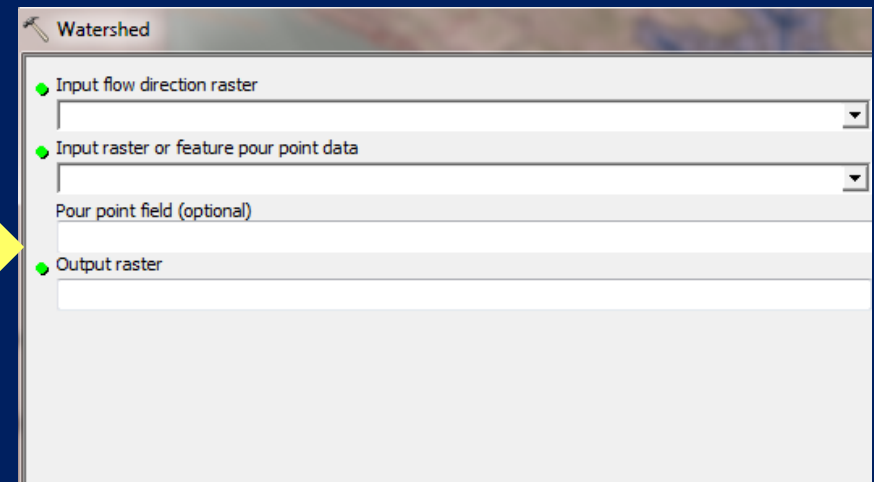 Watershed
Input flow direction raster
Input raster or feature pour point data
Pour point field (optional)
Output raster